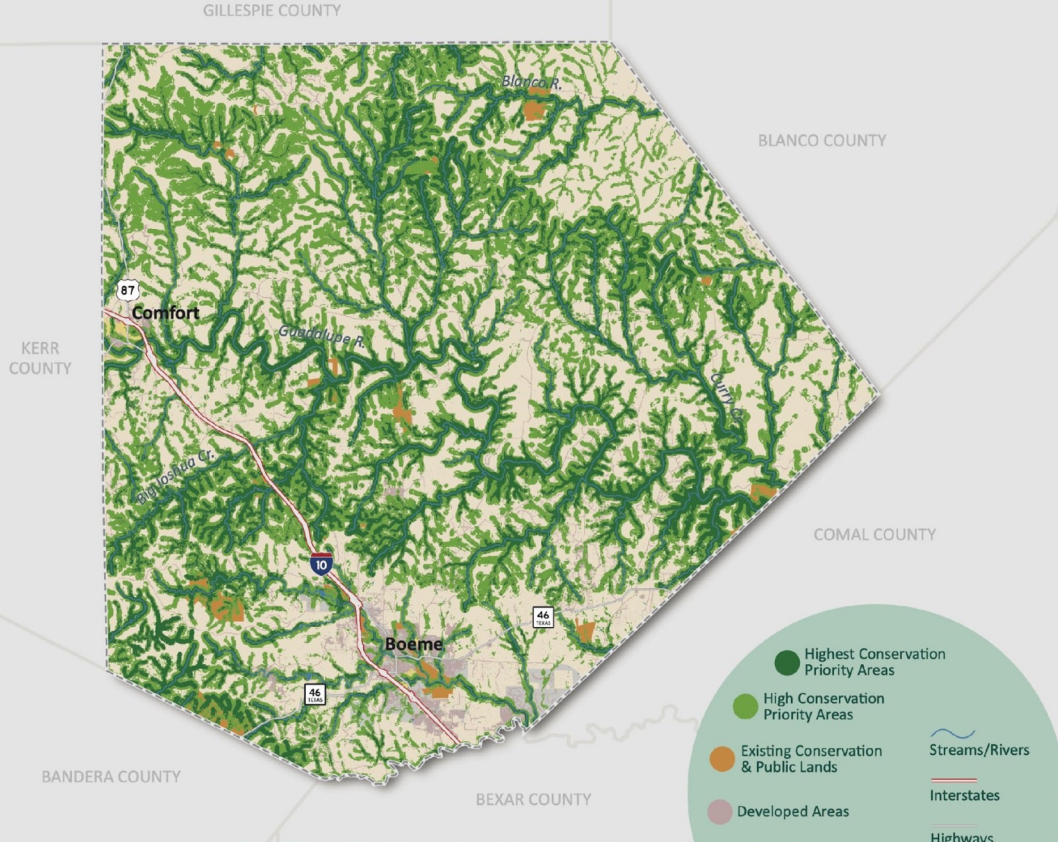 GILLESPIE COUNTY
Blanco R.
BLANCO COUNTY
87
Comfort
Guadalupe R.
KERR
COUNTY
Curry Cr.
Big Joshua Cr.
COMAL COUNTY
10
46
TEXAS
Boerne
46
TEXAS
BANDERA COUNTY
BEXAR COUNTY
Highest Conservation
Priority Areas
High Conservation
Priority Areas
Existing Conservation
& Public Lands
Developed Areas
Streams/Rivers
Interstates
Highways